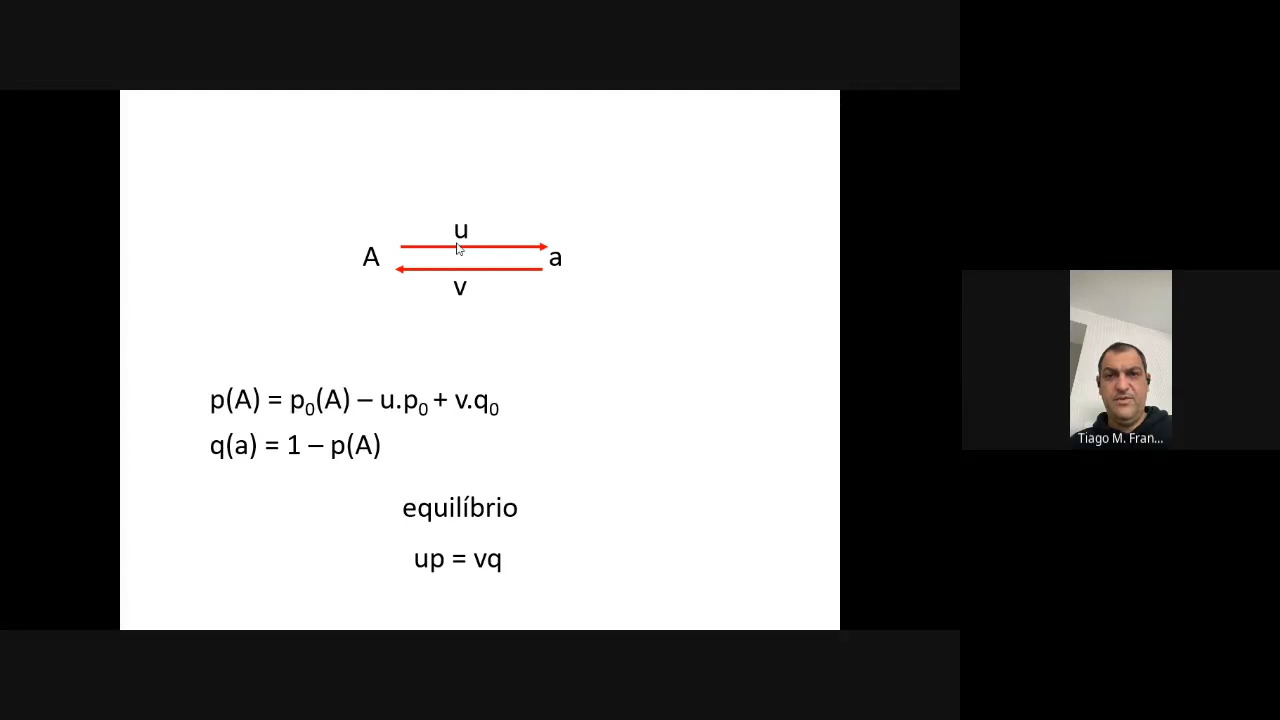 u
A
a
v
p(A) = p₀(A) – u.p₀ + v.q₀
q(a) = 1 – p(A)
equilíbrio
up = vq
Tiago M. Fran...